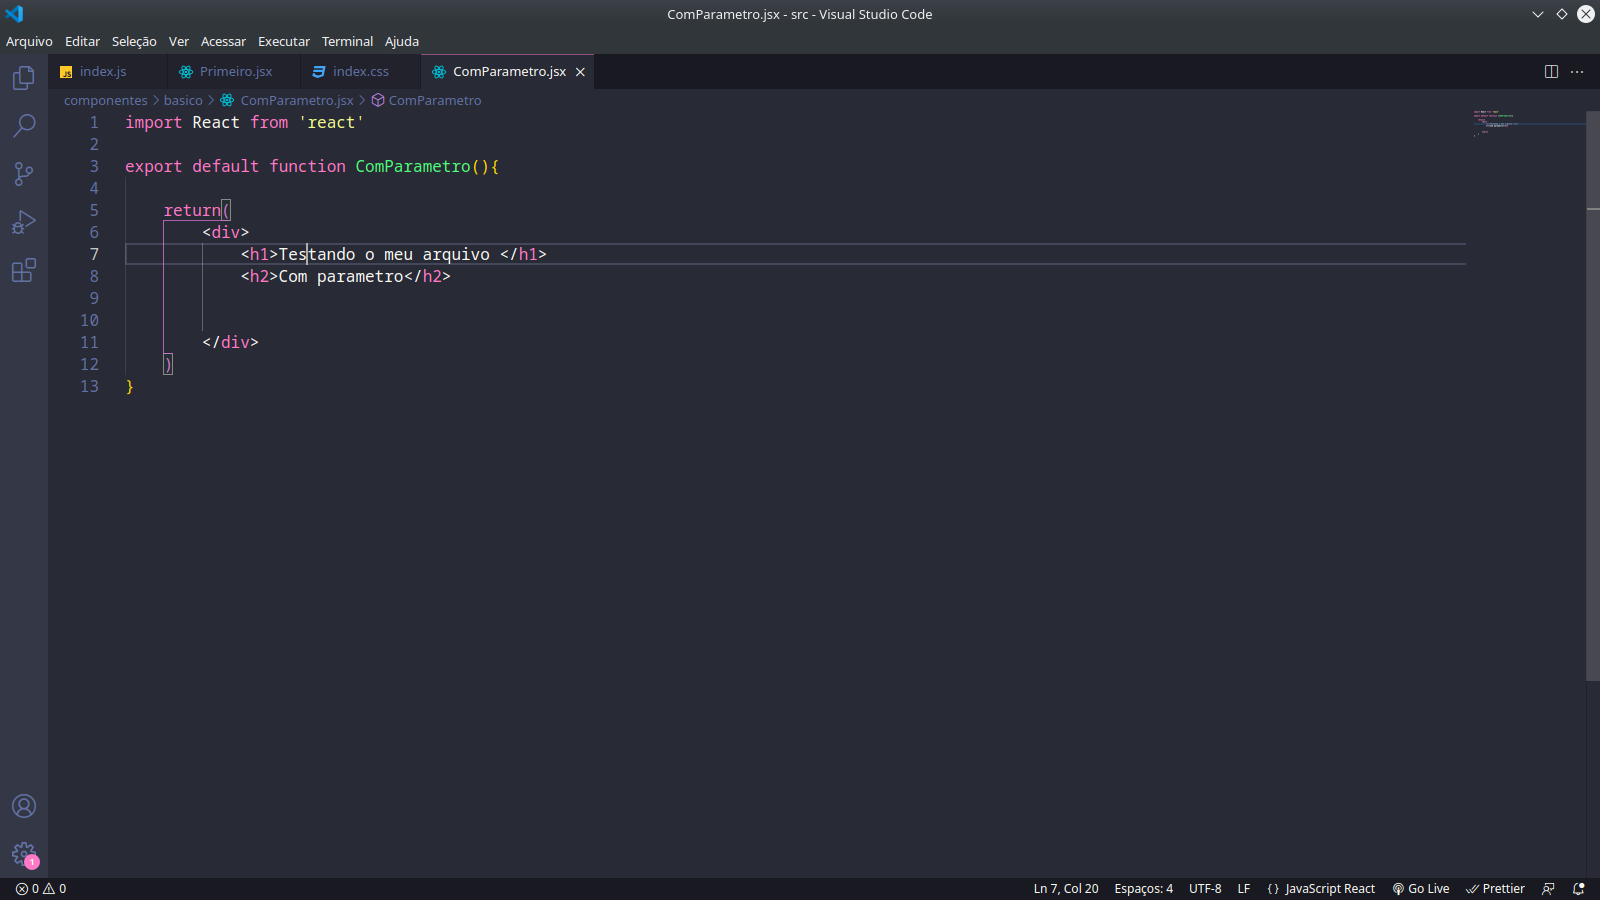 ComParametro.jsx - src - Visual Studio Code
Arquivo Editar Seleção Ver Acessar Executar Terminal Ajuda
JS index.js Primeiro.jsx index.css ComParametro.jsx
componentes > basico > ComParametro.jsx > ComParametro
1 import React from 'react'
2
3 export default function ComParametro(){
4
5 return(
6 <div>
7 <h1>Testando o meu arquivo </h1>
8 <h2>Com parametro</h2>
9
10
11 </div>
12 )
13 }
1
0 0 Ln 7, Col 20 Espaços: 4 UTF-8 LF {} JavaScript React Go Live Prettier